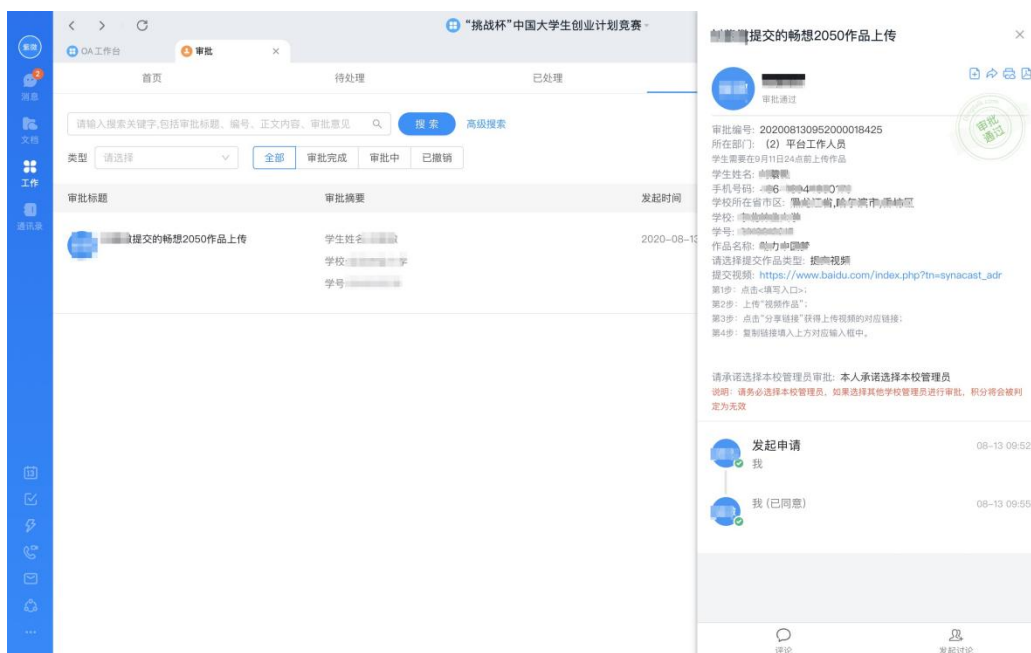 “挑战杯”中国大学生创业计划竞赛
OA工作台
审批
首页
待处理
已处理
请输入搜索关键字,包括审批标题、编号、正文内容、审批意见
搜索
高级搜索
类型
请选择
全部
审批完成
审批中
已撤销
审批标题
审批摘要
发起时间
提交的畅想2050作品上传
学生姓名
学校:
学号
2020-08-13
2
消息
文档
工作
通讯录
提交的畅想2050作品上传
审批通过
审批通过
审批编号: 202008130952000018425
所在部门: (2) 平台工作人员
学生需要在9月11日24点前上传作品
学生姓名:
手机号码:
学校所在省市区:
学校:
学号:
作品名称: 助力中国梦
请选择提交作品类型:
提交视频: https://www.baidu.com/index.php?tn=synacast_adr
第1步: 点击<填写入口>;
第2步: 上传“视频作品”;
第3步: 点击“分享链接”获得上传视频的对应链接;
第4步: 复制链接填入上方对应输入框中。
请承诺选择本校管理员审批: 本人承诺选择本校管理员
说明: 请务必选择本校管理员, 如果选择其他学校管理员进行审批, 积分将会被判
定为无效
发起申请
08-13 09:52
我
我 (已同意)
08-13 09:55
评论
发起讨论